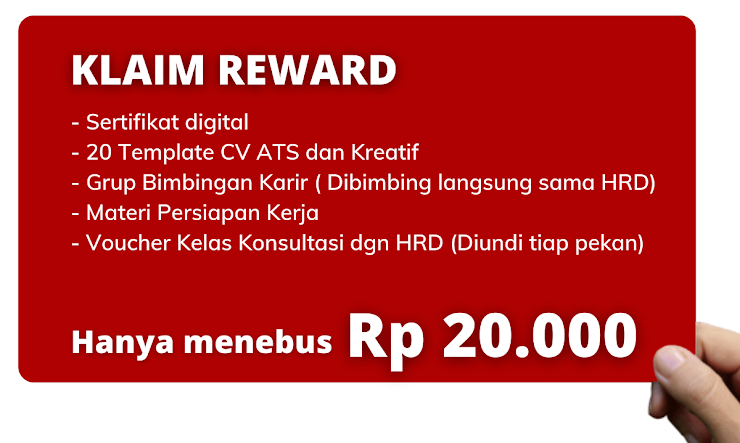 KLAIM REWARD
- Sertifikat digital
- 20 Template CV ATS dan Kreatif
- Grup Bimbingan Karir ( Dibimbing langsung sama HRD)
- Materi Persiapan Kerja
- Voucher Kelas Konsultasi dgn HRD (Diundi tiap pekan)
Hanya menebus Rp 20.000